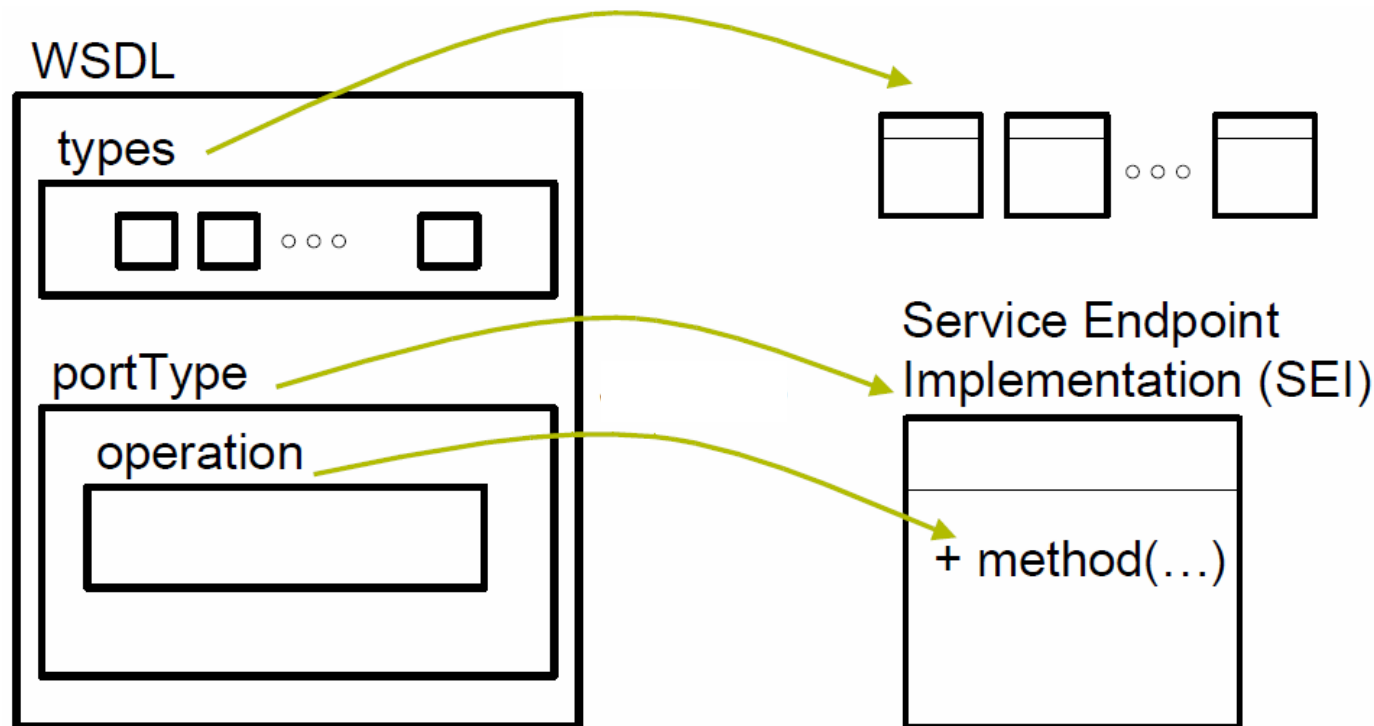 WSDL
types
portType
operation
Service Endpoint
Implementation (SEI)
+ method(...)